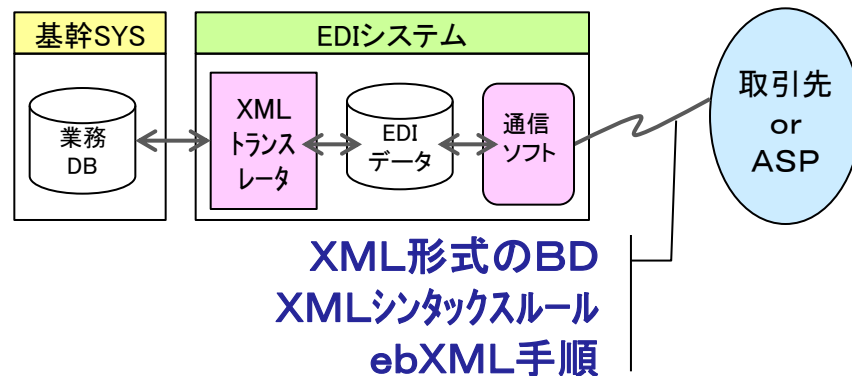 基幹SYS
EDIシステム
業務
DB
XML
トランス
レータ
EDI
データ
通信
ソフト
取引先
or
ASP
XML形式のBD
XMLシンタックスルール
ebXML手順